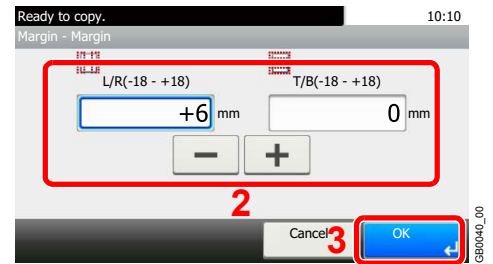 Ready to copy. 10:10
Margin - Margin
L/R(-18 - +18) T/B(-18 - +18)
+6 mm 0 mm
− +
2
Cancel 3 OK
GB0040_00